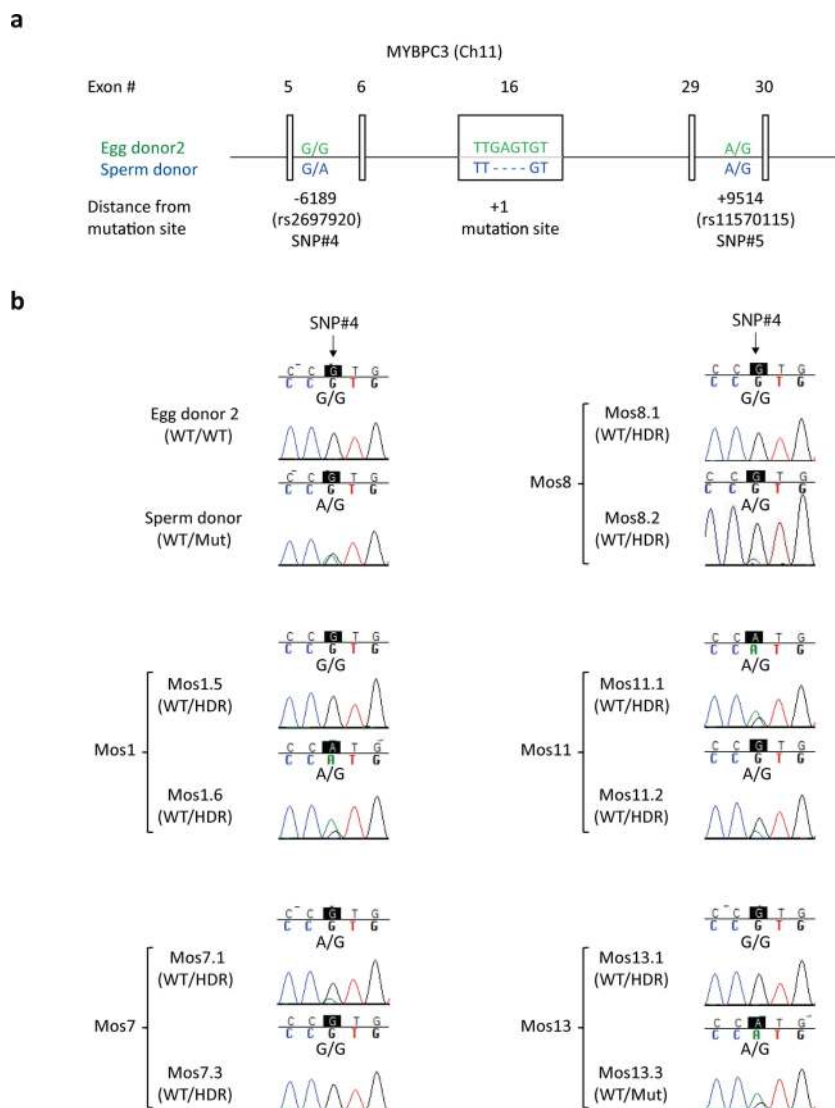 a
MYBPC3 (Ch11)
Exon # 5 6 16 29 30
Egg donor2 G/G TTGAGTGT A/G
Sperm donor G/A TT----GT A/G
Distance from mutation site
-6189 (rs2697920) SNP#4
+1 mutation site
+9514 (rs11570115) SNP#5
b
SNP#4
C C G T G
C C G T G
G/G
Egg donor 2 (WT/WT)
C C G T G
C C G T G
A/G
Sperm donor (WT/Mut)
SNP#4
C C G T G
C C G T G
G/G
Mos8
Mos8.1 (WT/HDR)
C C G T G
C C G T G
A/G
Mos8.2 (WT/HDR)
C C G T G
C C G T G
G/G
Mos1
Mos1.5 (WT/HDR)
C C A T G
C C A T G
A/G
Mos1.6 (WT/HDR)
C C A T G
C C A T G
A/G
Mos11
Mos11.1 (WT/HDR)
C C G T G
C C G T G
A/G
Mos11.2 (WT/HDR)
C C G T G
C C G T G
A/G
Mos7
Mos7.1 (WT/HDR)
C C G T G
C C G T G
G/G
Mos7.3 (WT/HDR)
C C G T G
C C G T G
G/G
Mos13
Mos13.1 (WT/HDR)
C C A T G
C C A T G
A/G
Mos13.3 (WT/Mut)